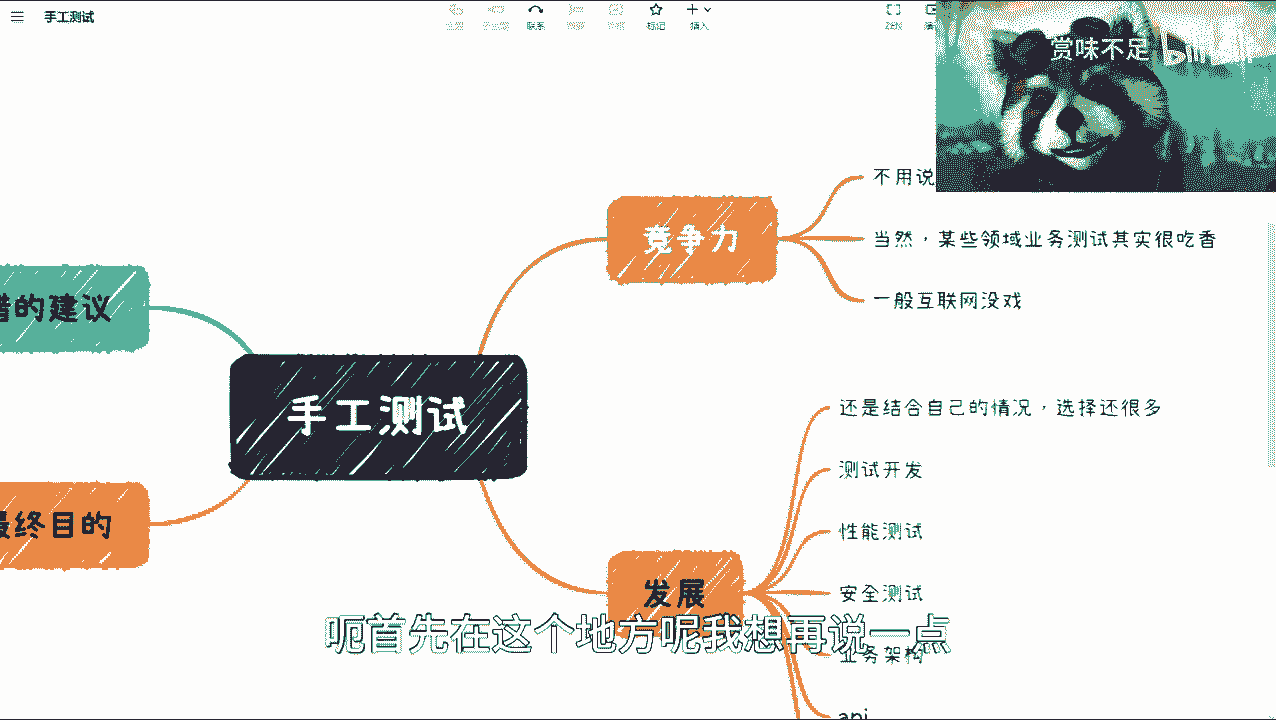 手工测试
联系
标记
插入
ZEN
赏味不足
不用说
竞争力
当然，某些领域业务测试其实很吃香
一般互联网没戏
谱的建议
手工测试
还是结合自己的情况，选择还很多
测试开发
性能测试
最终目的
安全测试
发展
呃首先在这个地方呢我想再说一点
业务架构
api